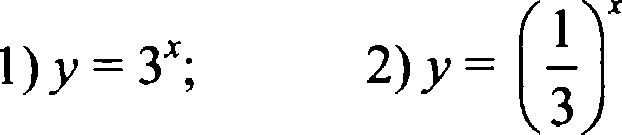 1) y = 3^x; 2) y = (1/3)^x